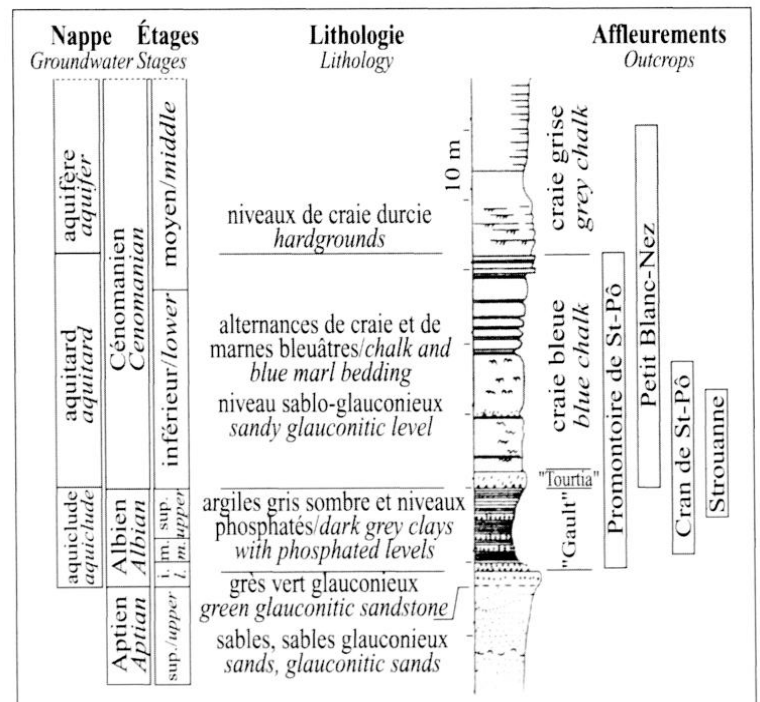 Nappe Étages Lithologie Affleurements
Groundwater Stages Lithology Outcrops
aquifère
aquifer
aquitard
aquitard
aquiclude
aquiclude
Cénomanien
Cenomanian
Albien
Albian
Aptien
Aptian
moyen/middle
inférieur/lower
sup.
upper
m.
m.
i.
l.
sup./upper
niveaux de craie durcie
hardgrounds
alternances de craie et de
marnes bleuâtres/chalk and
blue marl bedding
niveau sablo-glauconieux
sandy glauconitic level
argiles gris sombre et niveaux
phosphatés/dark grey clays
with phosphated levels
grès vert glauconieux
green glauconitic sandstone
sables, sables glauconieux
sands, glauconitic sands
10 m
craie grise
grey chalk
craie bleue
blue chalk
"Tourtia"
"Gault"
Promontoire de St-Pô
Petit Blanc-Nez
Cran de St-Pô
Strouanne